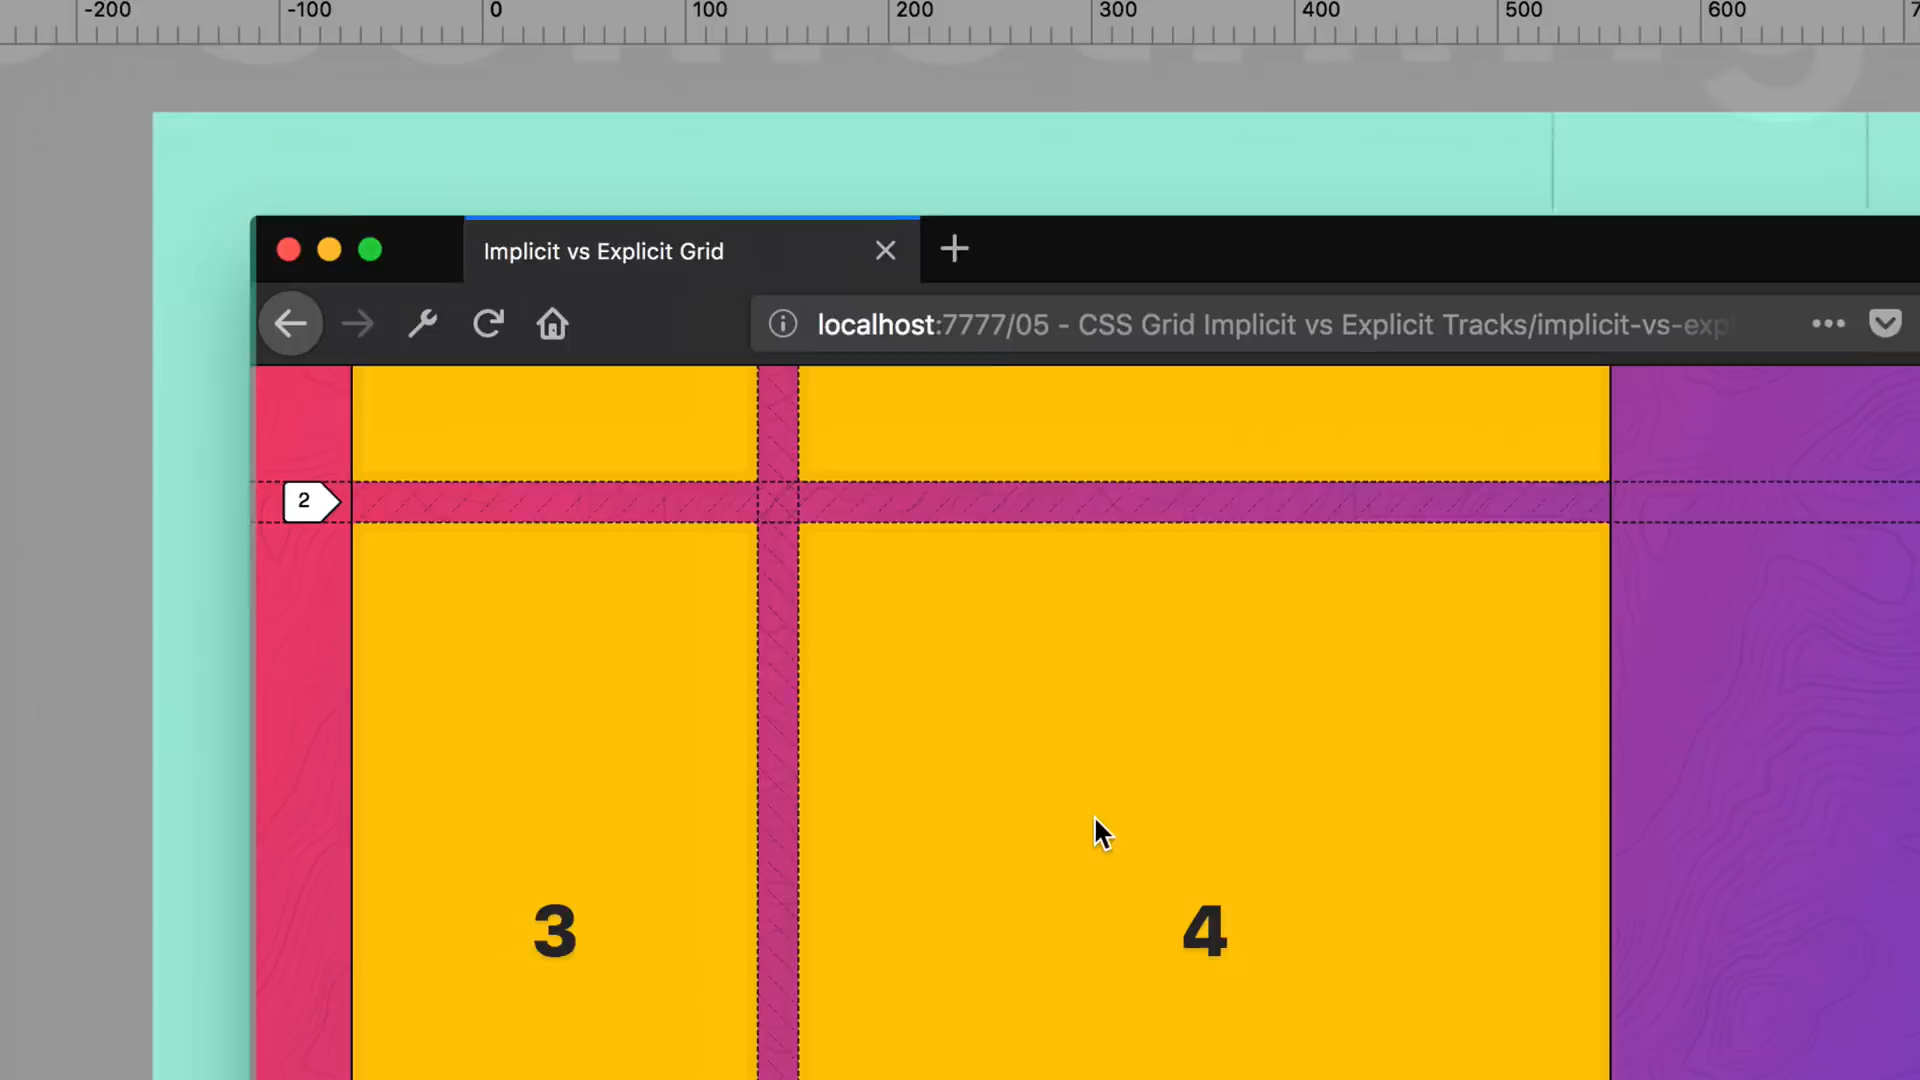 -200 -100 0 100 200 300 400 500 600
Implicit vs Explicit Grid
localhost:7777/05 - CSS Grid Implicit vs Explicit Tracks/implicit-vs-exp
2
3
4